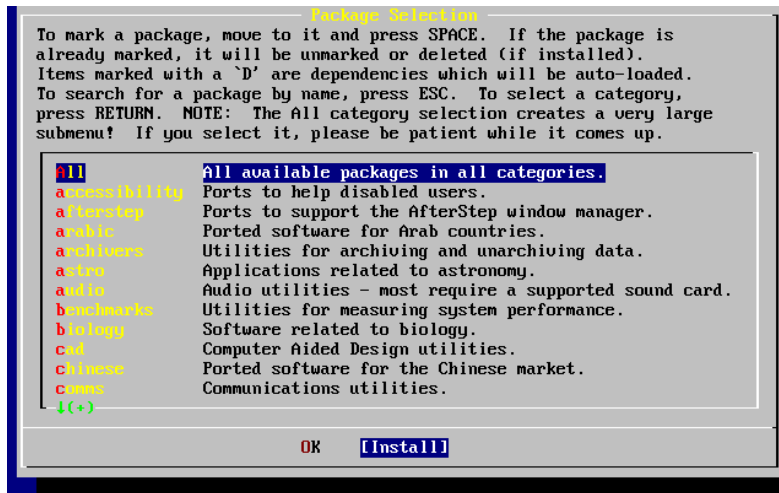 Package Selection
To mark a package, move to it and press SPACE.  If the package is
already marked, it will be unmarked or deleted (if installed).
Items marked with a `D' are dependencies which will be auto-loaded.
To search for a package by name, press ESC.  To select a category,
press RETURN.  NOTE:  The All category selection creates a very large
submenu!  If you select it, please be patient while it comes up.
All All available packages in all categories.
accessibility Ports to help disabled users.
afterstep Ports to support the AfterStep window manager.
arabic Ported software for Arab countries.
archivers Utilities for archiving and unarchiving data.
astro Applications related to astronomy.
audio Audio utilities - most require a supported sound card.
benchmarks Utilities for measuring system performance.
biology Software related to biology.
cad Computer Aided Design utilities.
chinese Ported software for the Chinese market.
comms Communications utilities.
↓(+)
OK [Install]